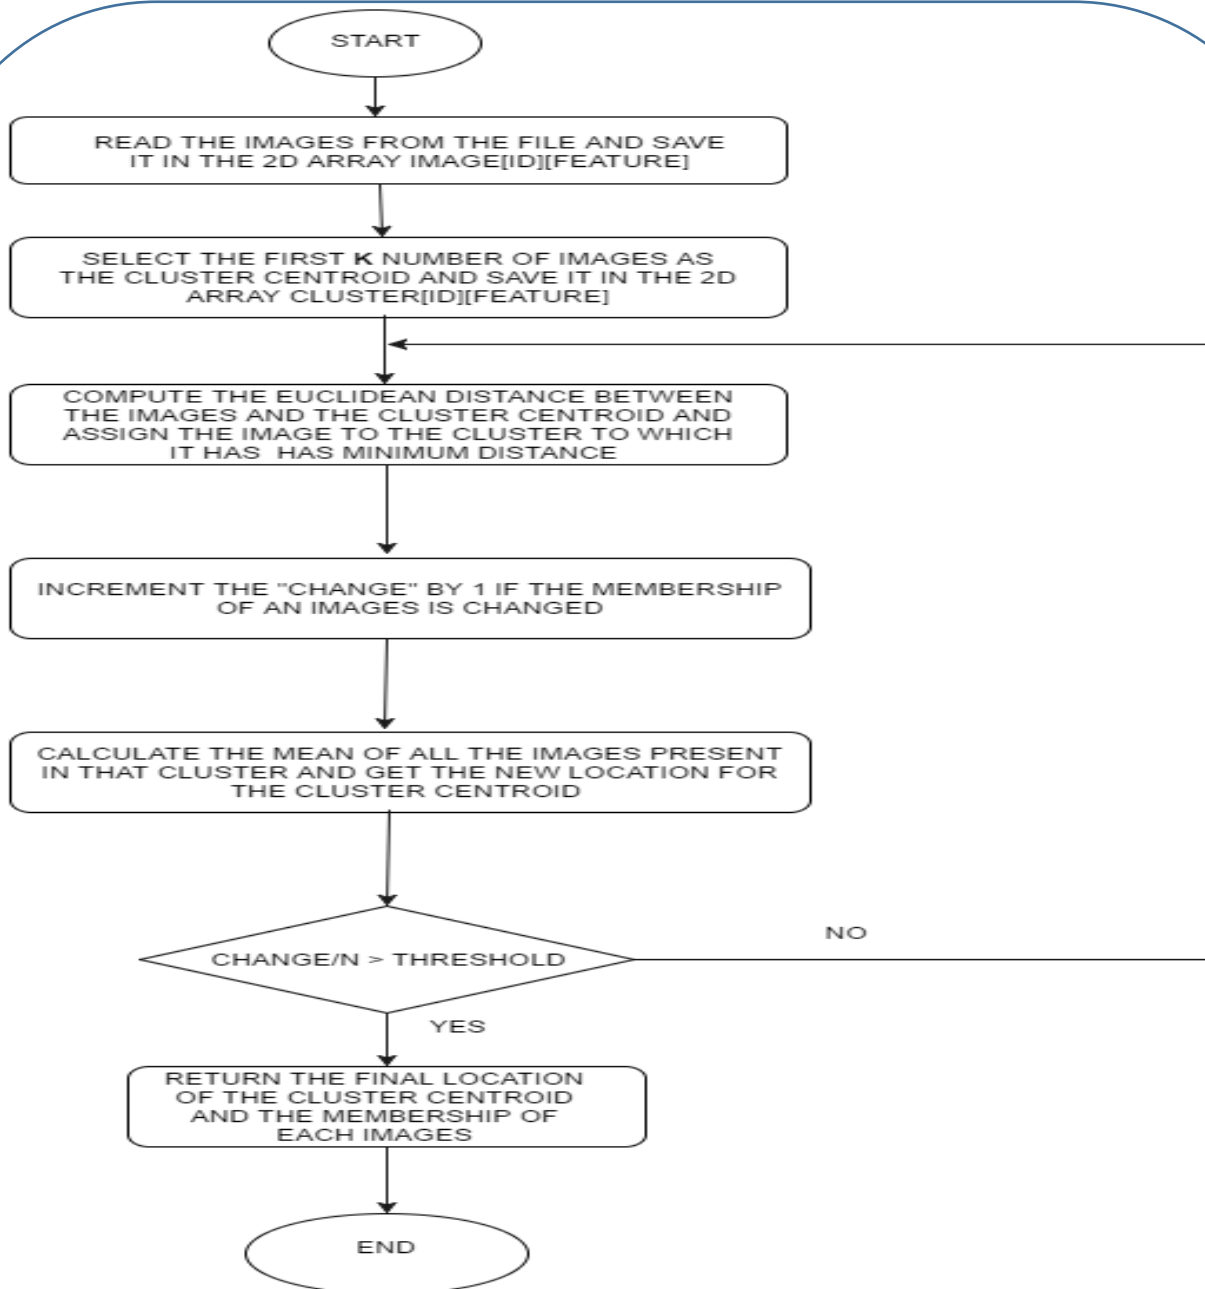 START
READ THE IMAGES FROM THE FILE AND SAVE
IT IN THE 2D ARRAY IMAGE[ID][FEATURE]
SELECT THE FIRST K NUMBER OF IMAGES AS
THE CLUSTER CENTROID AND SAVE IT IN THE 2D
ARRAY CLUSTER[ID][FEATURE]
COMPUTE THE EUCLIDEAN DISTANCE BETWEEN
THE IMAGES AND THE CLUSTER CENTROID AND
ASSIGN THE IMAGE TO THE CLUSTER TO WHICH
IT HAS  HAS MINIMUM DISTANCE
INCREMENT THE "CHANGE" BY 1 IF THE MEMBERSHIP
OF AN IMAGES IS CHANGED
CALCULATE THE MEAN OF ALL THE IMAGES PRESENT
IN THAT CLUSTER AND GET THE NEW LOCATION FOR
THE CLUSTER CENTROID
NO
CHANGE/N > THRESHOLD
YES
RETURN THE FINAL LOCATION
OF THE CLUSTER CENTROID
AND THE MEMBERSHIP OF
EACH IMAGES
END